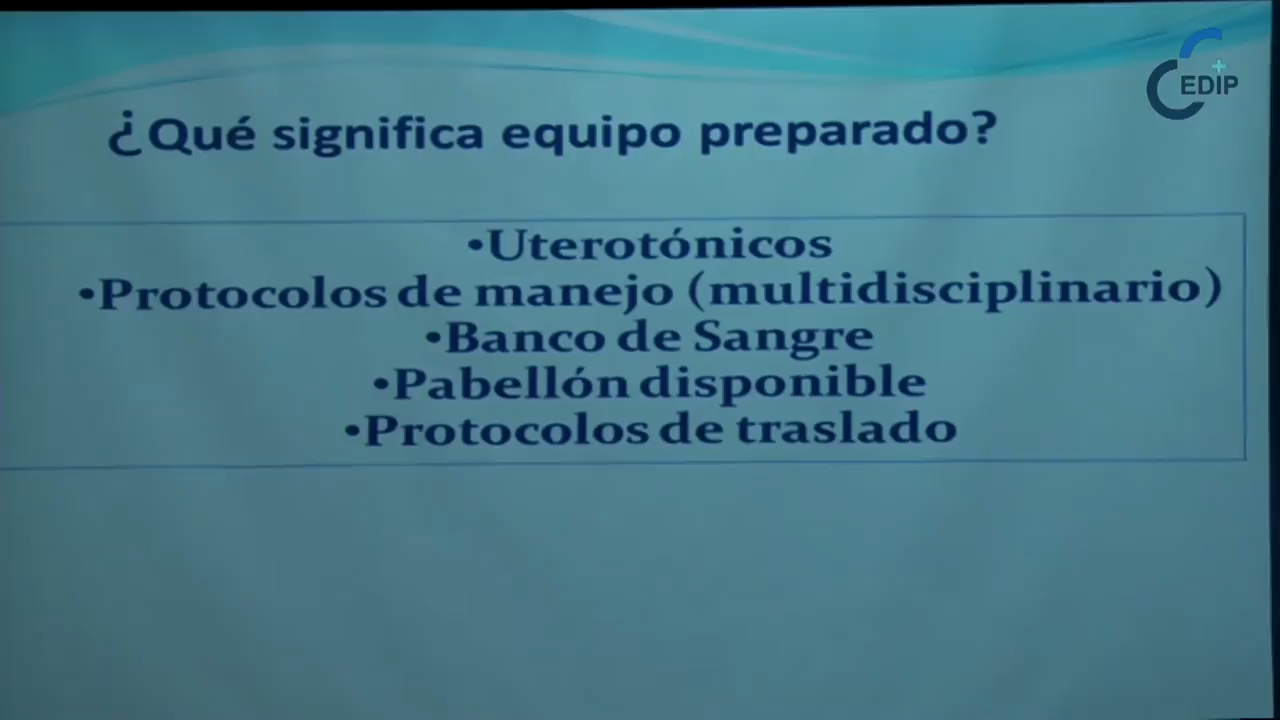 EDIP
¿Qué significa equipo preparado?
•Uterotónicos
•Protocolos de manejo (multidisciplinario)
•Banco de Sangre
•Pabellón disponible
•Protocolos de traslado